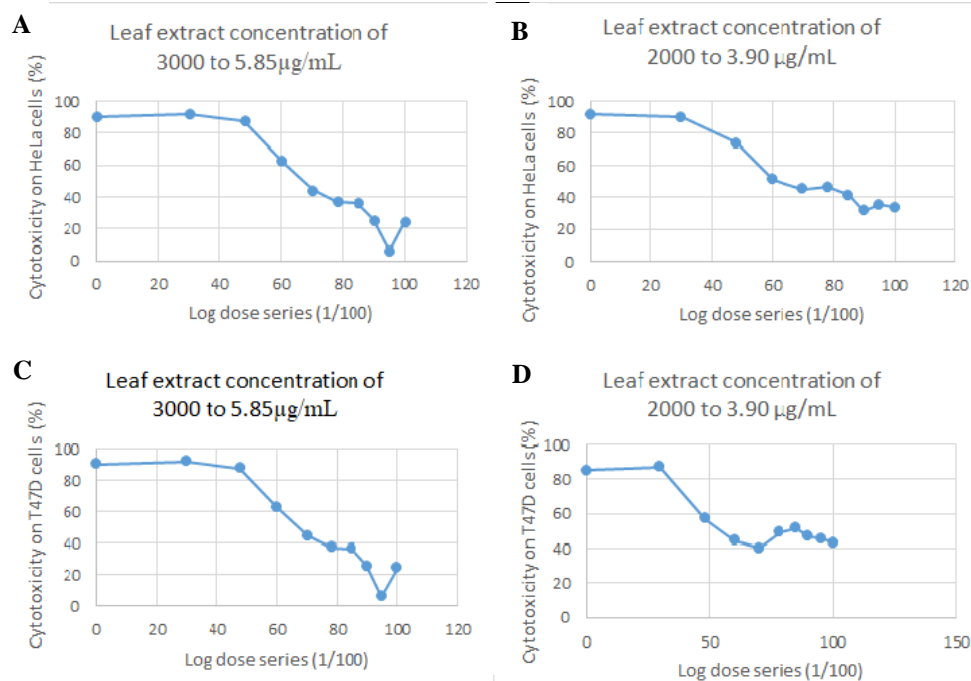 A
Leaf extract concentration of
3000 to 5.85µg/mL
Cytotoxicity on HeLa cells (%)
100
80
60
40
20
0
0 20 40 60 80 100 120
Log dose series (1/100)
B
Leaf extract concentration of
2000 to 3.90 µg/mL
Cytotoxicity on HeLa cells (%)
100
80
60
40
20
0
0 20 40 60 80 100 120
Log dose series (1/100)
C
Leaf extract concentration of
3000 to 5.85µg/mL
Cytotoxicity on T47D cells (%)
100
80
60
40
20
0
0 20 40 60 80 100 120
Log dose series (1/100)
D
Leaf extract concentration of
2000 to 3.90 µg/mL
Cytotoxicity on T47D cells (%)
100
80
60
40
20
0
0 50 100 150
Log dose series (1/100)